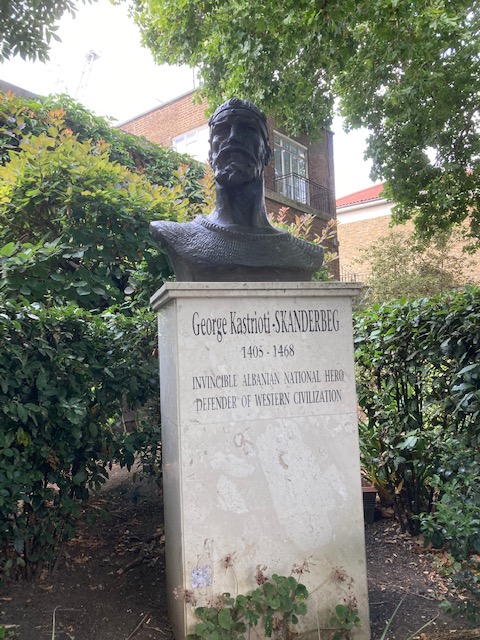 George Kastrioti-SKANDERBEG
1405 - 1468
INVINCIBLE ALBANIAN NATIONAL HERO
DEFENDER OF WESTERN CIVILIZATION